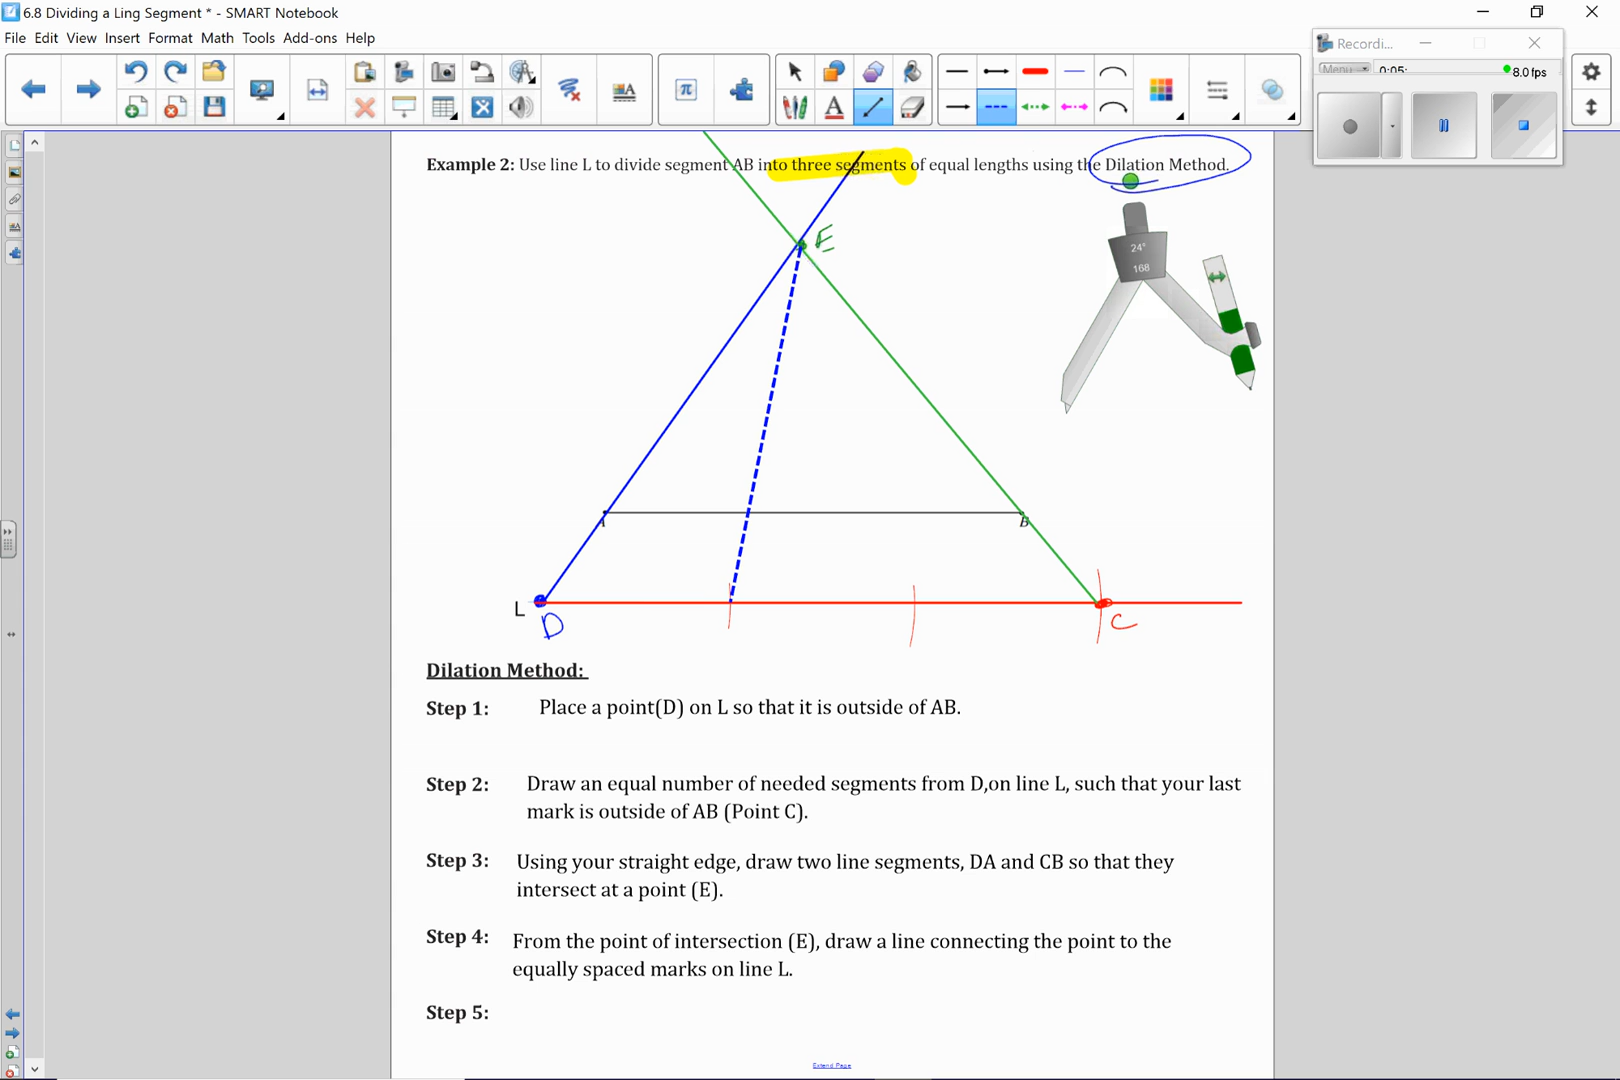 6.8 Dividing a Ling Segment * - SMART Notebook
File Edit View Insert Format Math Tools Add-ons Help
Recordi...
Menu 0:05: 8.0 fps
Example 2: Use line L to divide segment AB into three segments of equal lengths using the Dilation Method.
E
24°
168
A B
L
D C
Dilation Method:
Step 1: Place a point(D) on L so that it is outside of AB.
Step 2: Draw an equal number of needed segments from D,on line L, such that your last
mark is outside of AB (Point C).
Step 3: Using your straight edge, draw two line segments, DA and CB so that they
intersect at a point (E).
Step 4: From the point of intersection (E), draw a line connecting the point to the
equally spaced marks on line L.
Step 5:
Extend Page